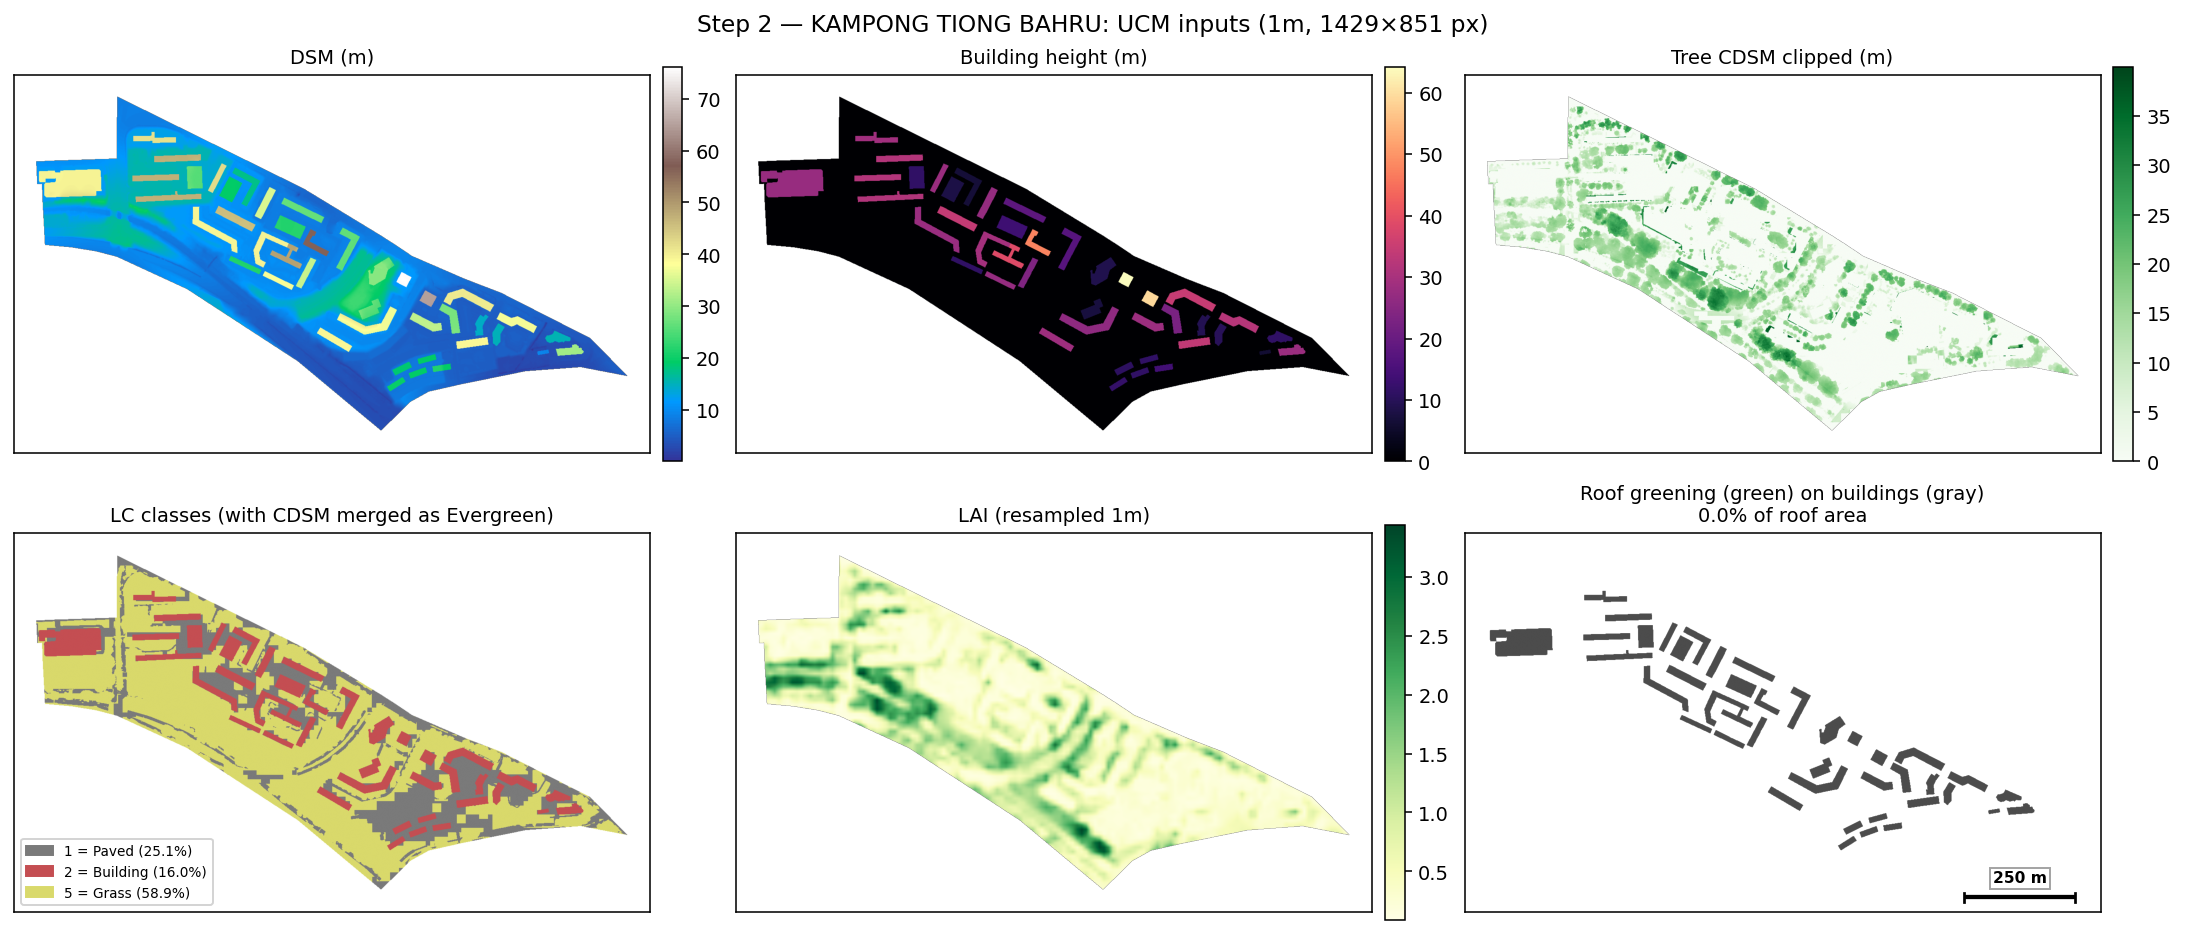 Step 2 — KAMPONG TIONG BAHRU: UCM inputs (1m, 1429×851 px)
DSM (m)
70
60
50
40
30
20
10
Building height (m)
60
50
40
30
20
10
0
Tree CDSM clipped (m)
35
30
25
20
15
10
5
0
LC classes (with CDSM merged as Evergreen)
1 = Paved (25.1%)
2 = Building (16.0%)
5 = Grass (58.9%)
LAI (resampled 1m)
3.0
2.5
2.0
1.5
1.0
0.5
Roof greening (green) on buildings (gray)
0.0% of roof area
250 m